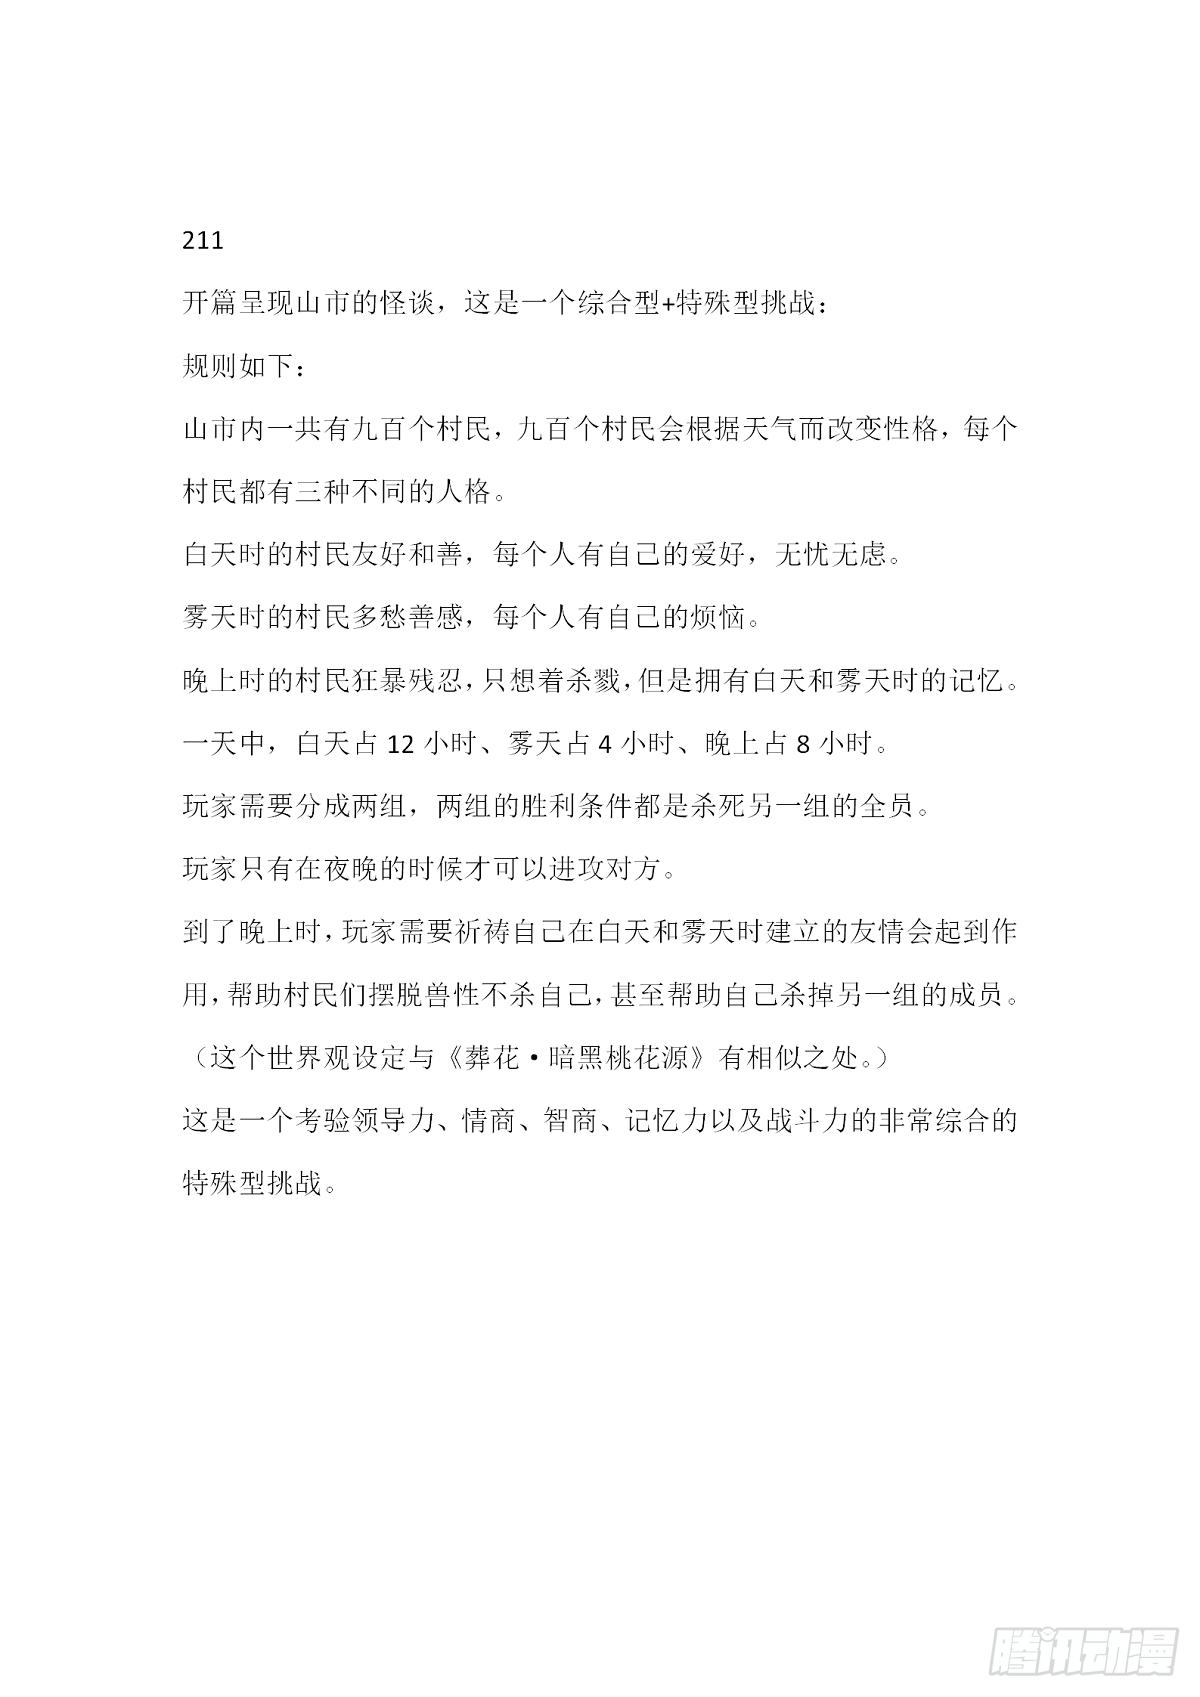 211
开篇呈现山市的怪谈，这是一个综合型+特殊型挑战：
规则如下：
山市内一共有九百个村民，九百个村民会根据天气而改变性格，每个
村民都有三种不同的人格。
白天时的村民友好和善，每个人有自己的爱好，无忧无虑。
雾天时的村民多愁善感，每个人有自己的烦恼。
晚上时的村民狂暴残忍，只想着杀戮，但是拥有白天和雾天时的记忆。
一天中，白天占 12 小时、雾天占 4 小时、晚上占 8 小时。
玩家需要分成两组，两组的胜利条件都是杀死另一组的全员。
玩家只有在夜晚的时候才可以进攻对方。
到了晚上时，玩家需要祈祷自己在白天和雾天时建立的友情会起到作
用，帮助村民们摆脱兽性不杀自己，甚至帮助自己杀掉另一组的成员。
（这个世界观设定与《葬花·暗黑桃花源》有相似之处。）
这是一个考验领导力、情商、智商、记忆力以及战斗力的非常综合的
特殊型挑战。
腾讯动漫